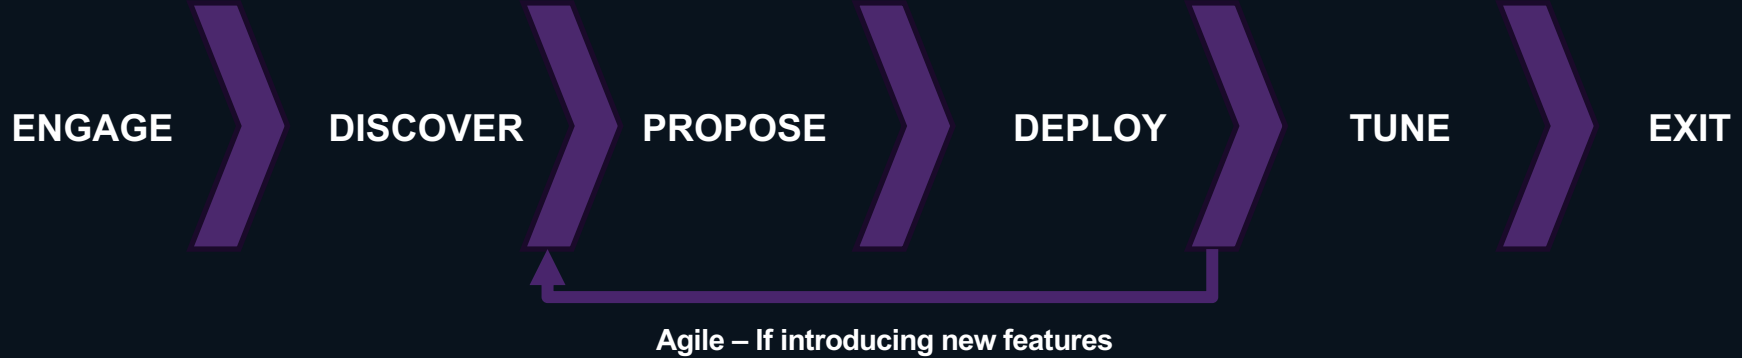 ENGAGE DISCOVER PROPOSE DEPLOY TUNE EXIT
Agile – If introducing new features